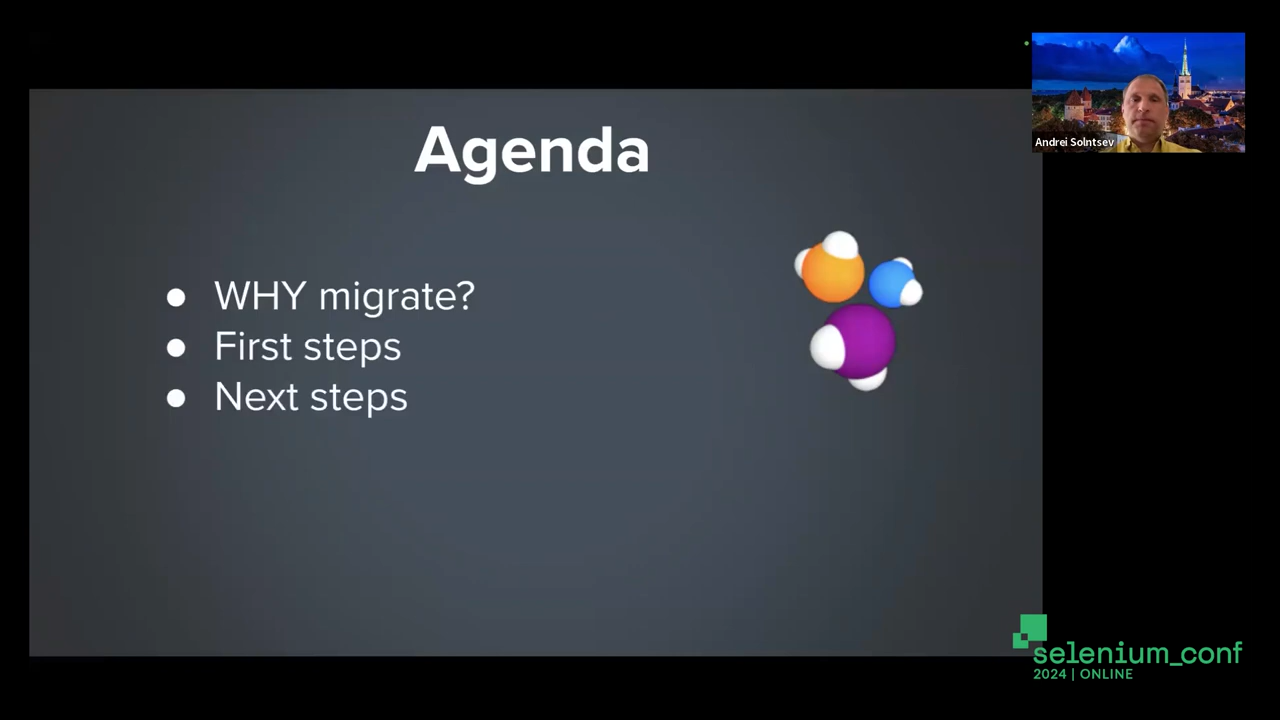 Agenda
● WHY migrate?
● First steps
● Next steps
Andrei Solntsev
selenium_conf
2024 | ONLINE